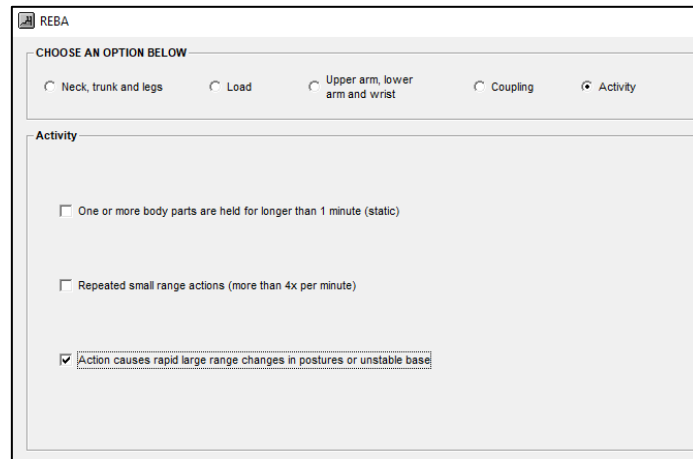 REBA
CHOOSE AN OPTION BELOW
Neck, trunk and legs
Load
Upper arm, lower
arm and wrist
Coupling
Activity
Activity
One or more body parts are held for longer than 1 minute (static)
Repeated small range actions (more than 4x per minute)
Action causes rapid large range changes in postures or unstable base